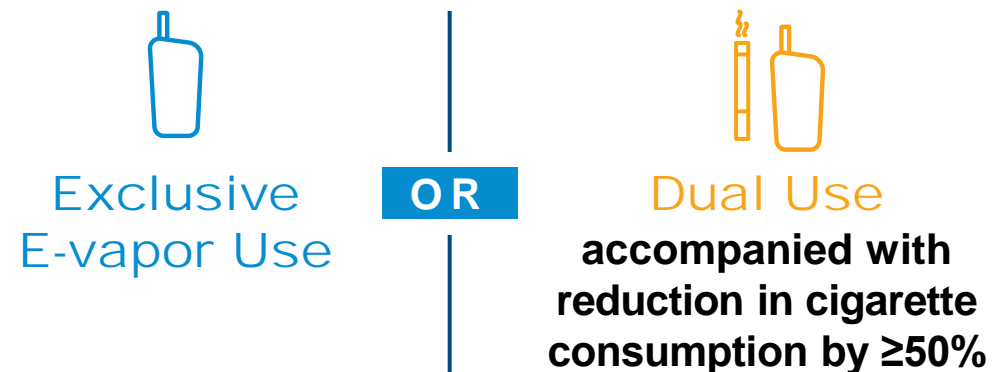 Exclusive
E-vapor Use
OR
Dual Use
accompanied with
reduction in cigarette
consumption by ≥50%